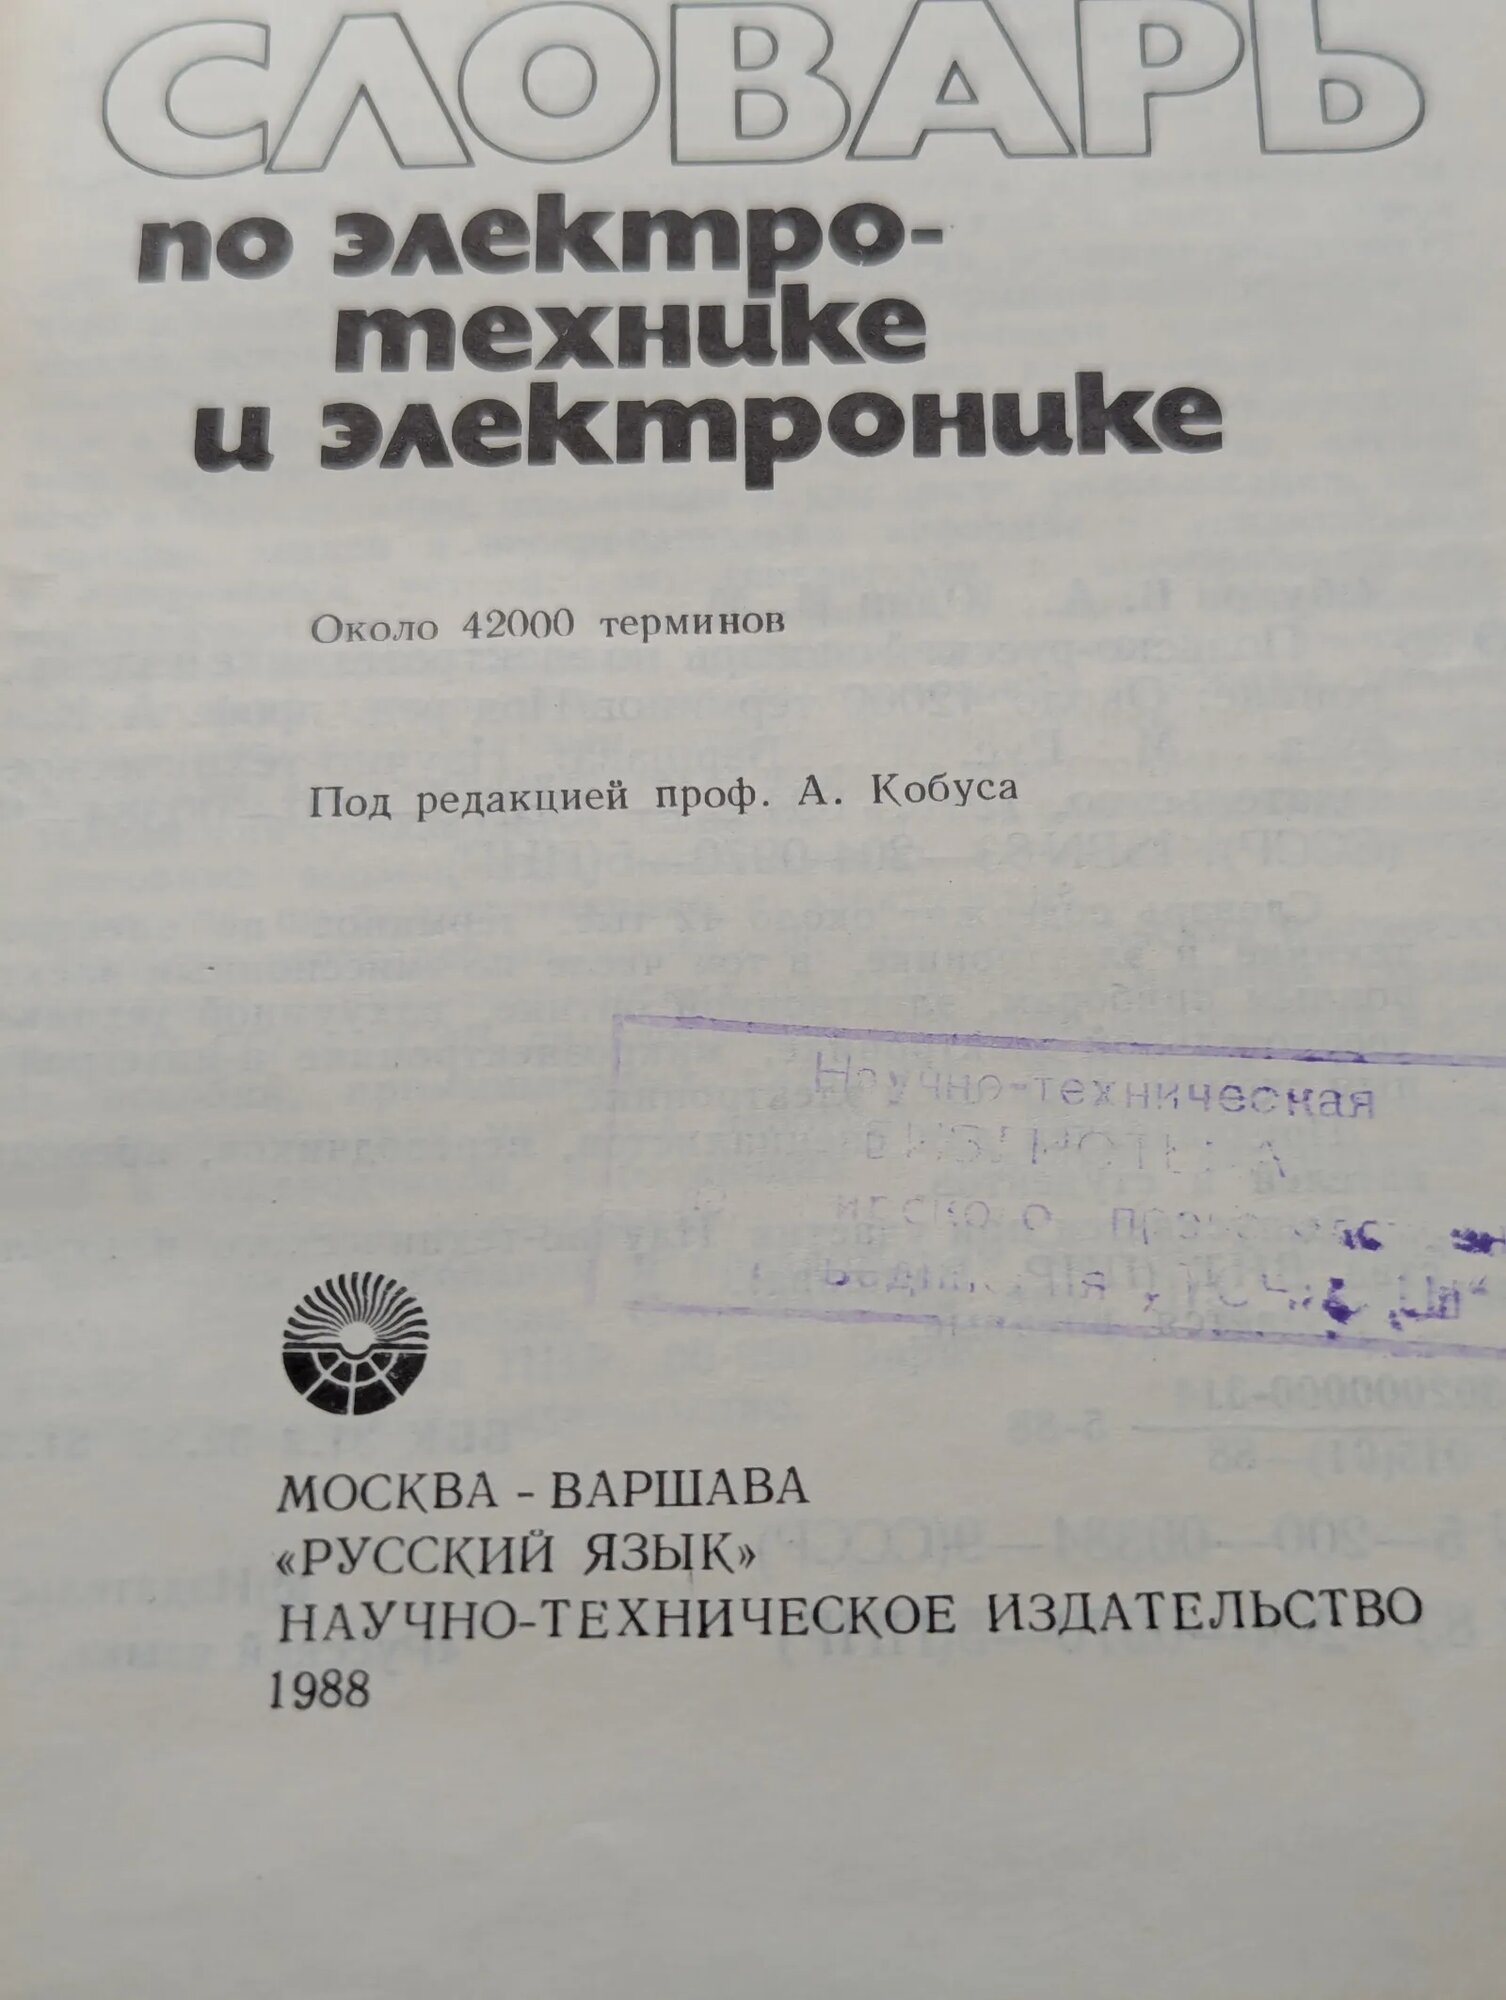 СЛОВАРЬ
по электро-
технике
и электронике
Около 42000 терминов
Под редакцией проф. А. Кобуса
Научно-техническая
МОСКВА - ВАРШАВА
«РУССКИЙ ЯЗЫК»
НАУЧНО-ТЕХНИЧЕСКОЕ ИЗДАТЕЛЬСТВО
1988